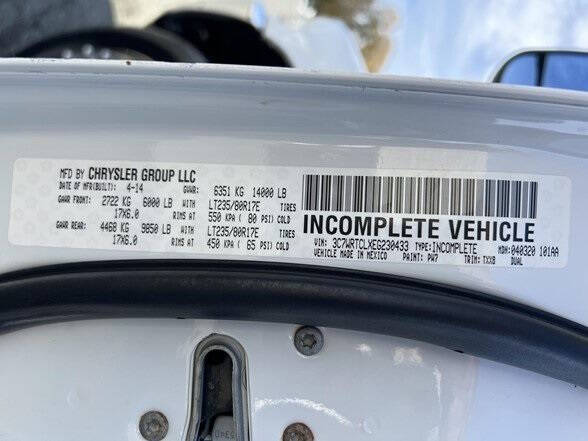 MFD BY CHRYSLER GROUP LLC
DATE OF MFR(BUILT): 4-14 GVWR: 6351 KG 14000 LB
GAWR FRONT: 2722 KG 6000 LB WITH LT235/80R17E TIRES
17X6.0 RIMS AT 550 KPA ( 80 PSI) COLD
GAWR REAR: 4468 KG 9850 LB WITH LT235/80R17E TIRES
17X6.0 RIMS AT 450 KPA ( 65 PSI) COLD
INCOMPLETE VEHICLE
VIN: 3C7WRTCLXEG230433 TYPE: INCOMPLETE MDH: 040320 101AA
VEHICLE MADE IN MEXICO PAINT: PW7 TRIM: TXX8